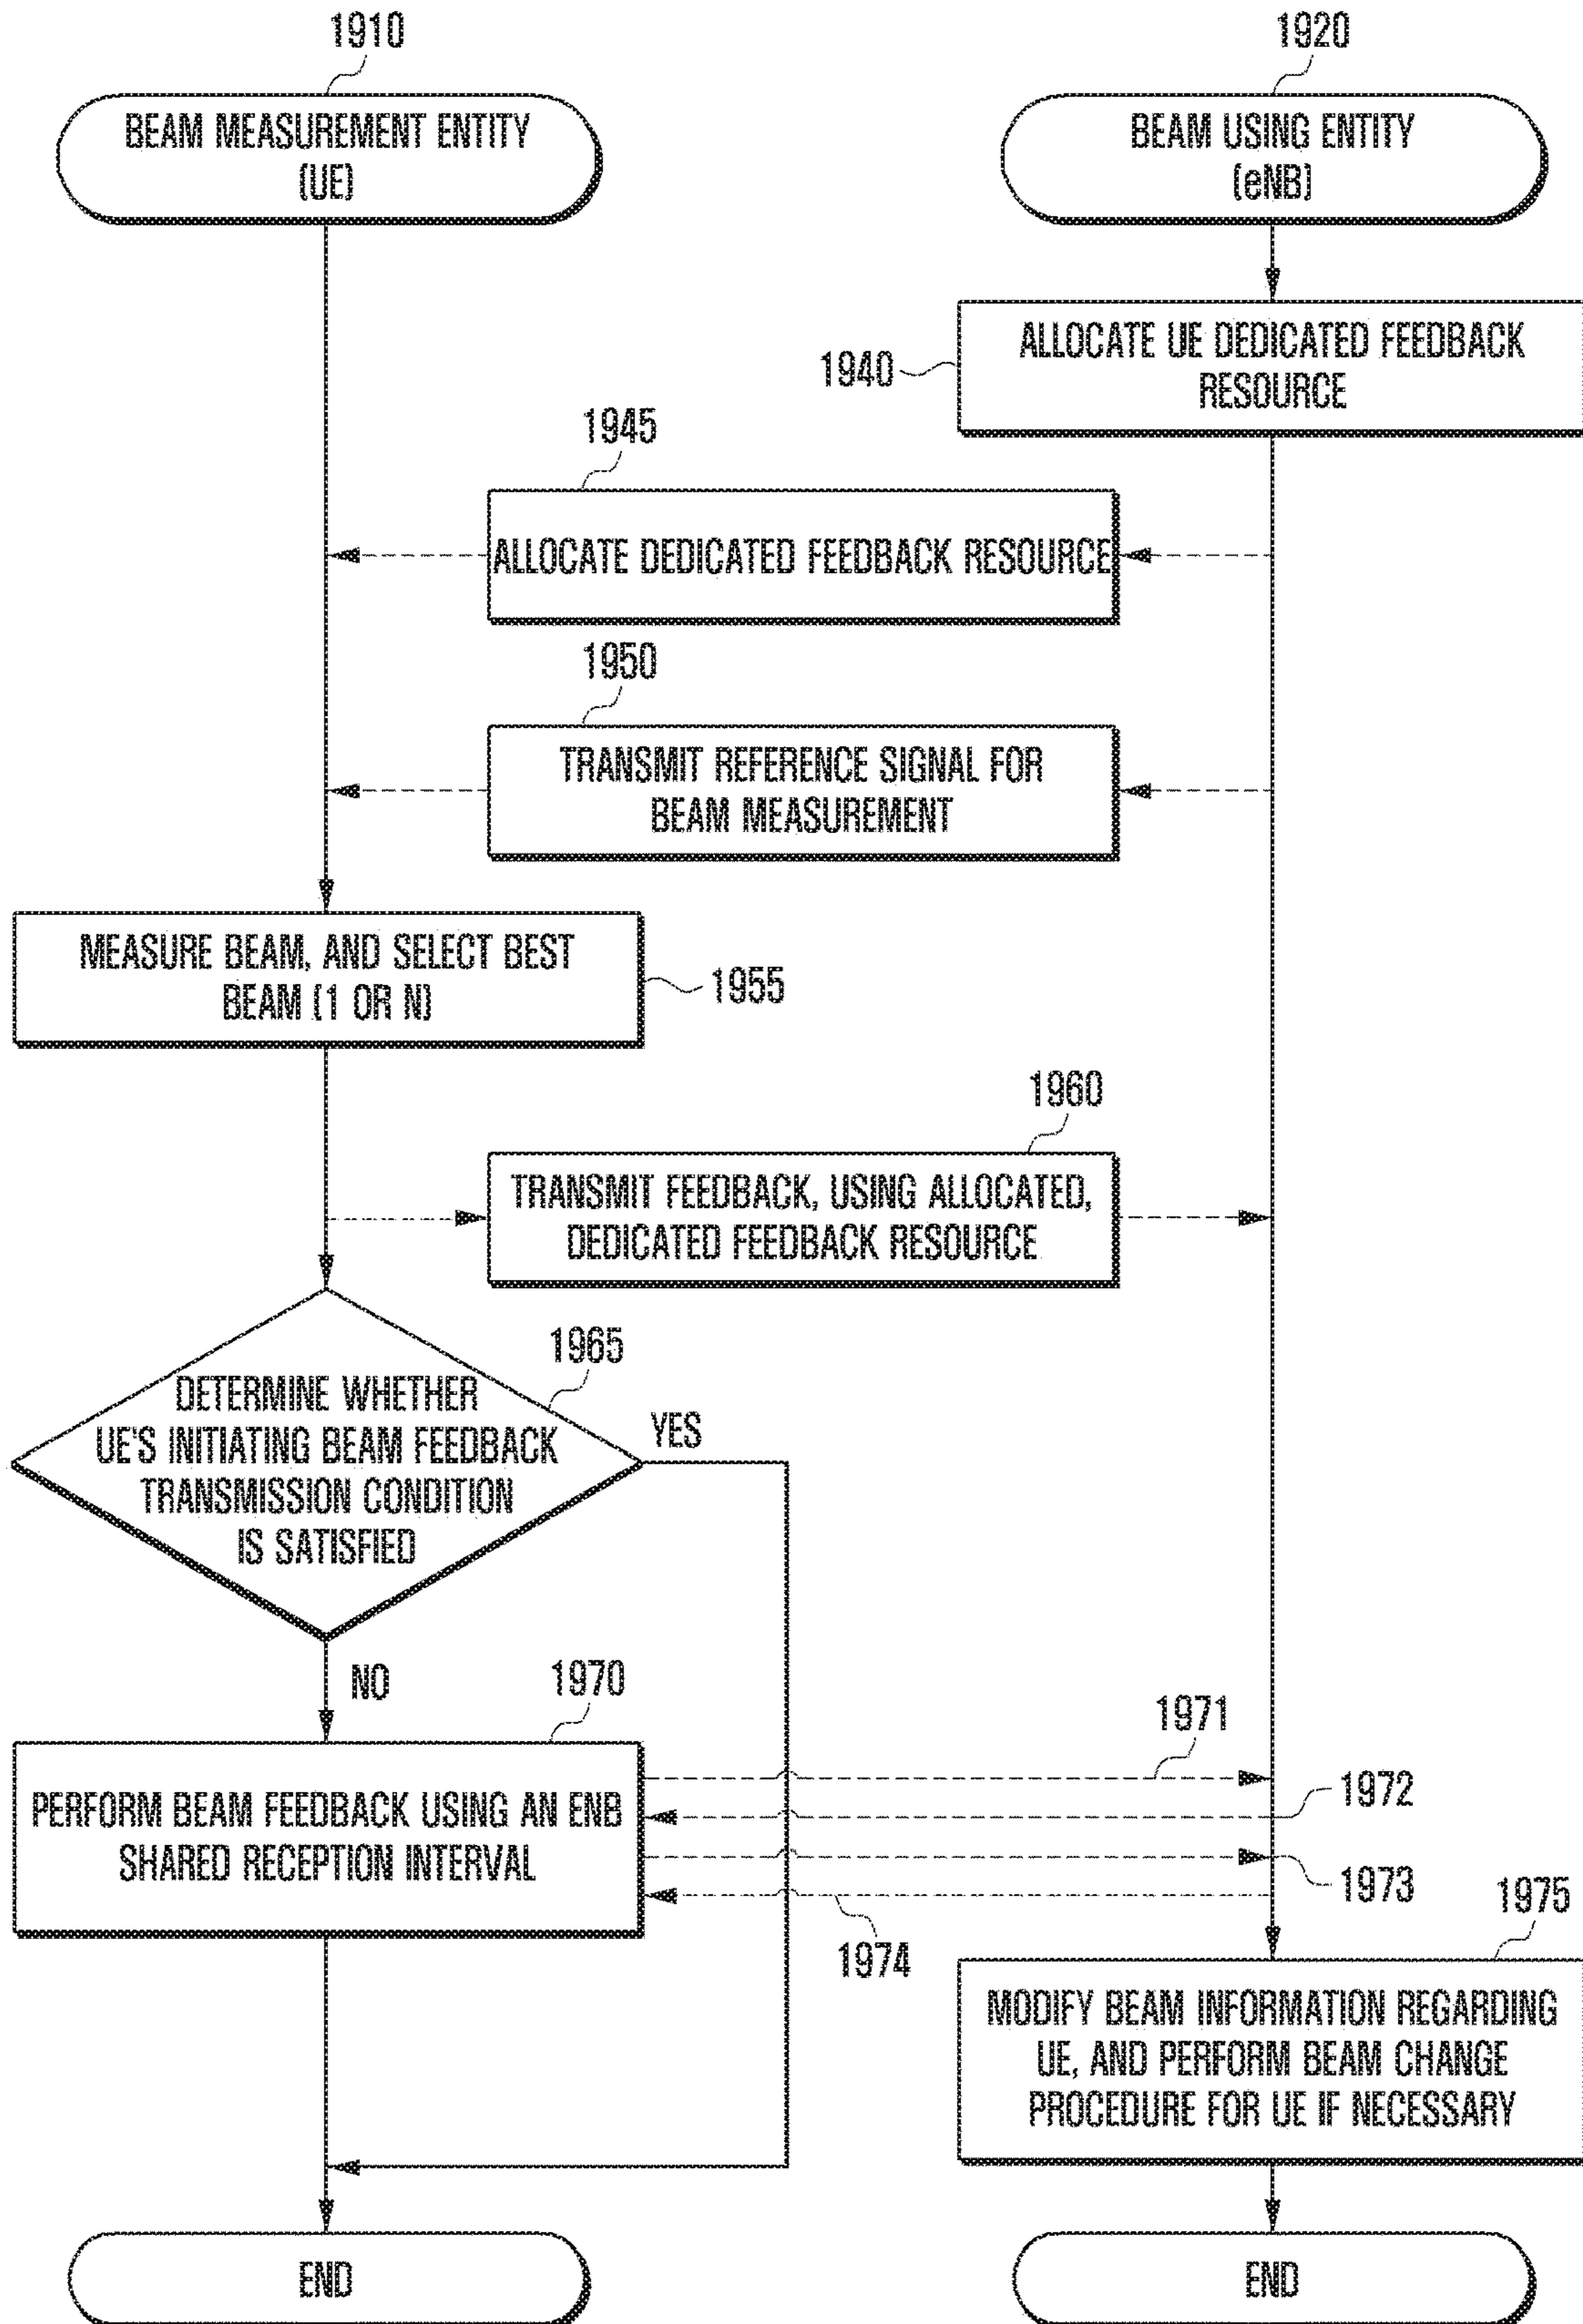 1910
1920
BEAM MEASUREMENT ENTITY
(UE)
BEAM USING ENTITY
(eNB)
ALLOCATE UE DEDICATED FEEDBACK
RESOURCE
1940
1945
ALLOCATE DEDICATED FEEDBACK RESOURCE
1950
TRANSMIT REFERENCE SIGNAL FOR
BEAM MEASUREMENT
MEASURE BEAM, AND SELECT BEST
BEAM (1 OR N)
1955
1960
TRANSMIT FEEDBACK, USING ALLOCATED,
DEDICATED FEEDBACK RESOURCE
1965
DETERMINE WHETHER
UE'S INITIATING BEAM FEEDBACK
TRANSMISSION CONDITION
IS SATISFIED
YES
NO
1970
PERFORM BEAM FEEDBACK USING AN ENB
SHARED RECEPTION INTERVAL
1971
1972
1973
1974
1975
MODIFY BEAM INFORMATION REGARDING
UE, AND PERFORM BEAM CHANGE
PROCEDURE FOR UE IF NECESSARY
END
END